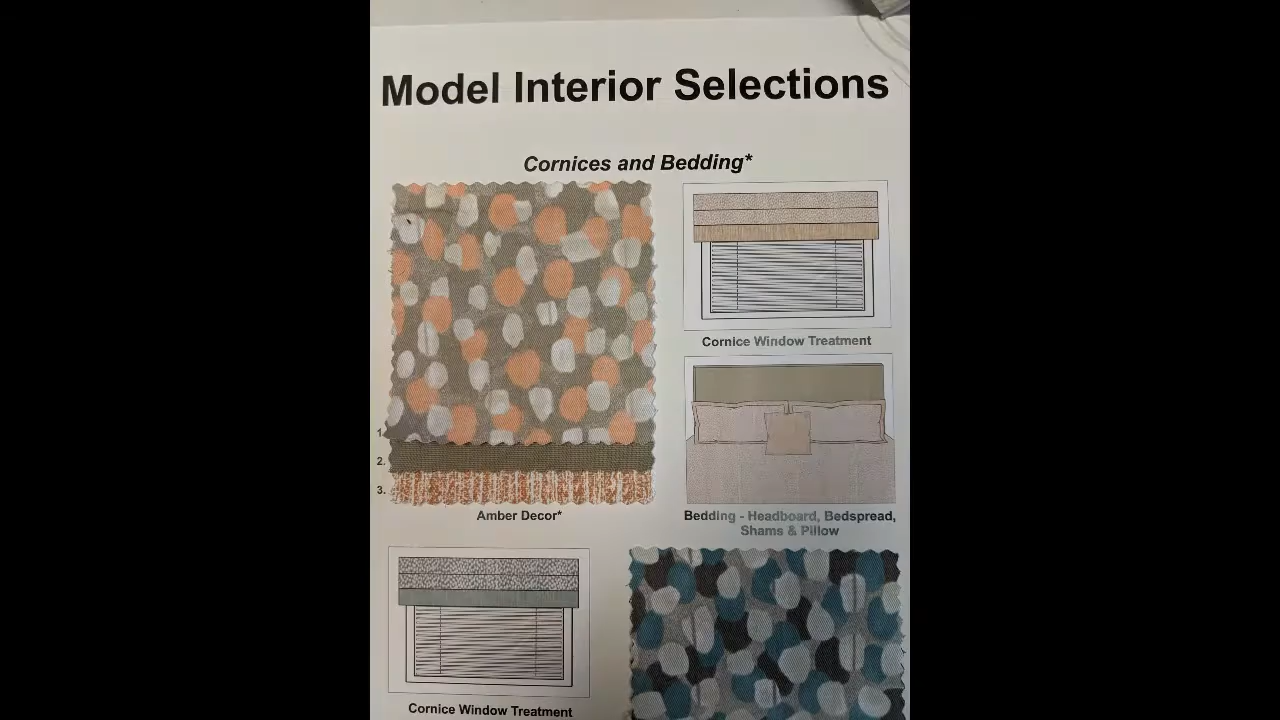 Model Interior Selections
Cornices and Bedding*
Cornice Window Treatment
1.
2.
3.
Amber Decor*
Bedding - Headboard, Bedspread,
Shams & Pillow
Cornice Window Treatment